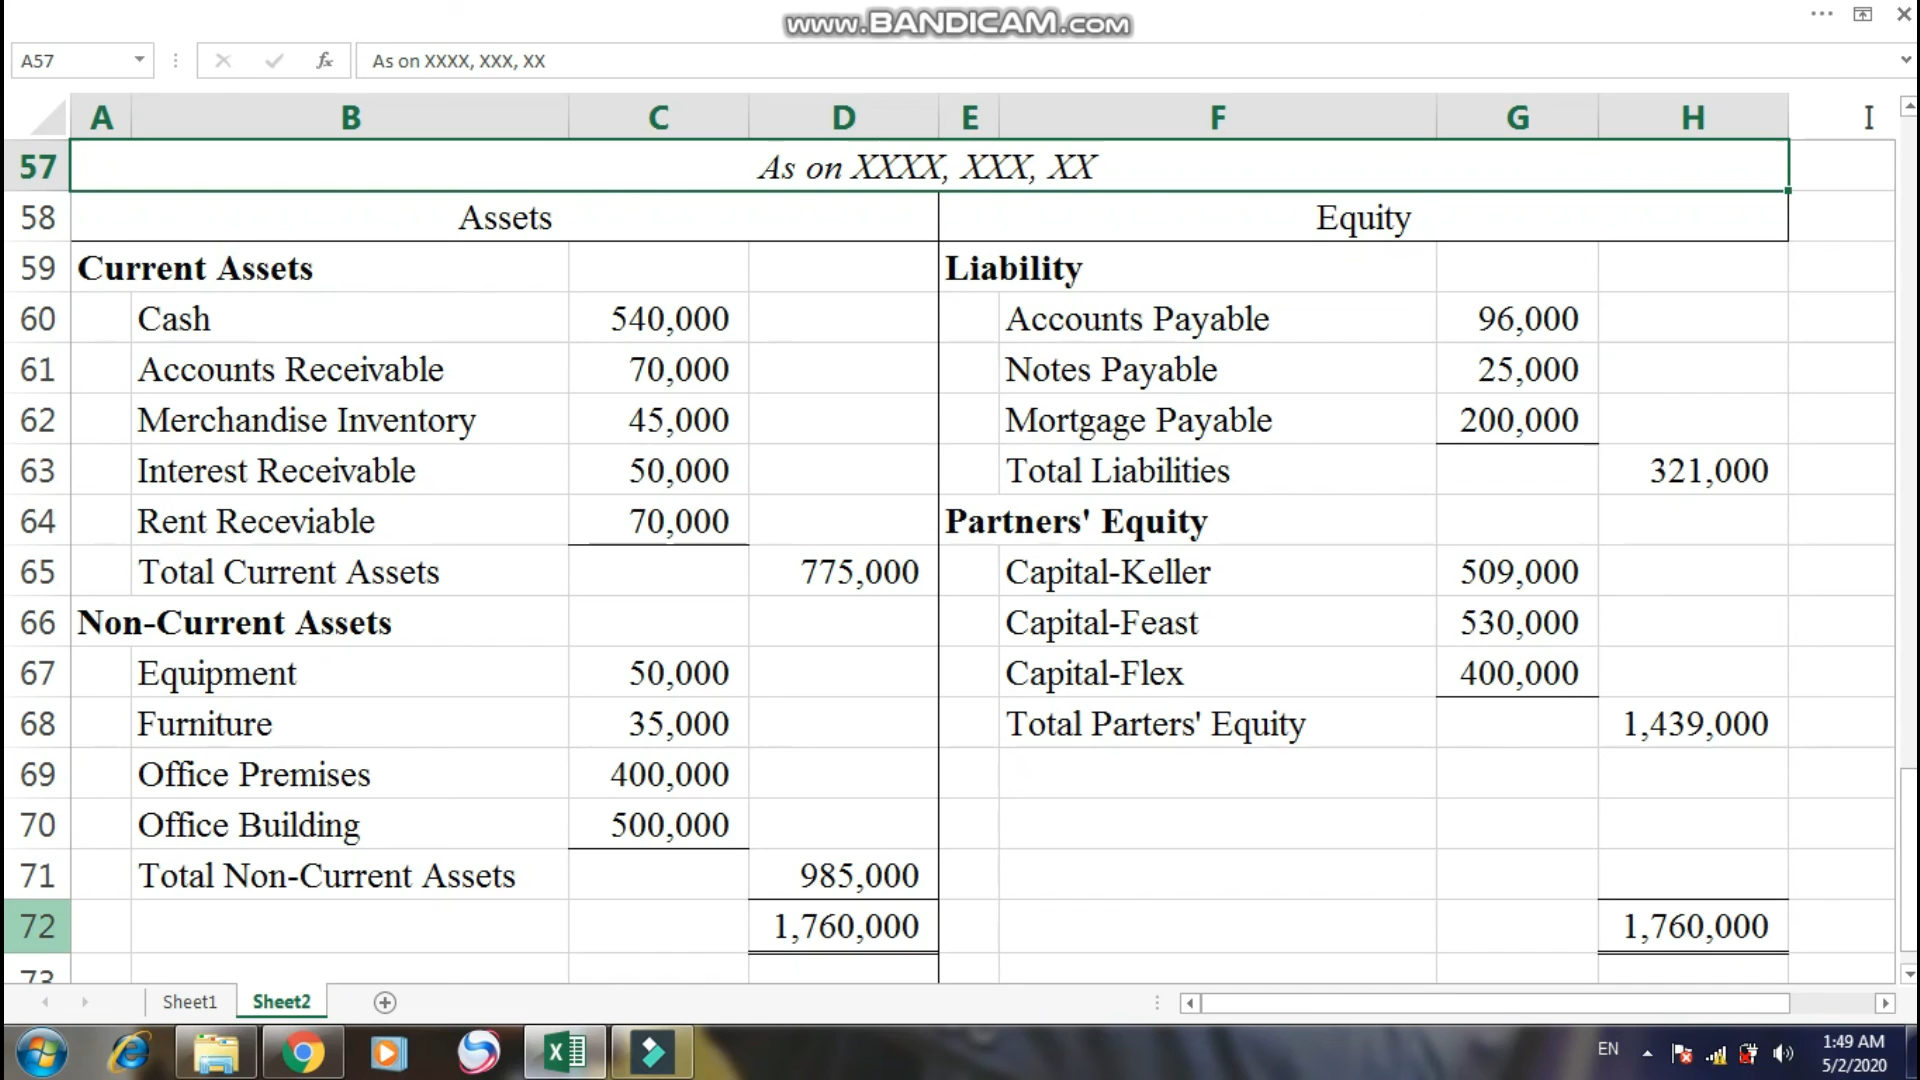 www.BANDICAM.com
A57 fx As on XXXX, XXX, XX
A B C D E F G H I
57 As on XXXX, XXX, XX
58 Assets Equity
59 Current Assets Liability
60 Cash 540,000 Accounts Payable 96,000
61 Accounts Receivable 70,000 Notes Payable 25,000
62 Merchandise Inventory 45,000 Mortgage Payable 200,000
63 Interest Receivable 50,000 Total Liabilities 321,000
64 Rent Receviable 70,000 Partners' Equity
65 Total Current Assets 775,000 Capital-Keller 509,000
66 Non-Current Assets Capital-Feast 530,000
67 Equipment 50,000 Capital-Flex 400,000
68 Furniture 35,000 Total Parters' Equity 1,439,000
69 Office Premises 400,000
70 Office Building 500,000
71 Total Non-Current Assets 985,000
72 1,760,000 1,760,000
73
Sheet1 Sheet2
EN 1:49 AM
5/2/2020